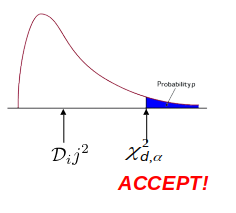 Probability p
𝒟ᵢj² χ²d,α
ACCEPT!